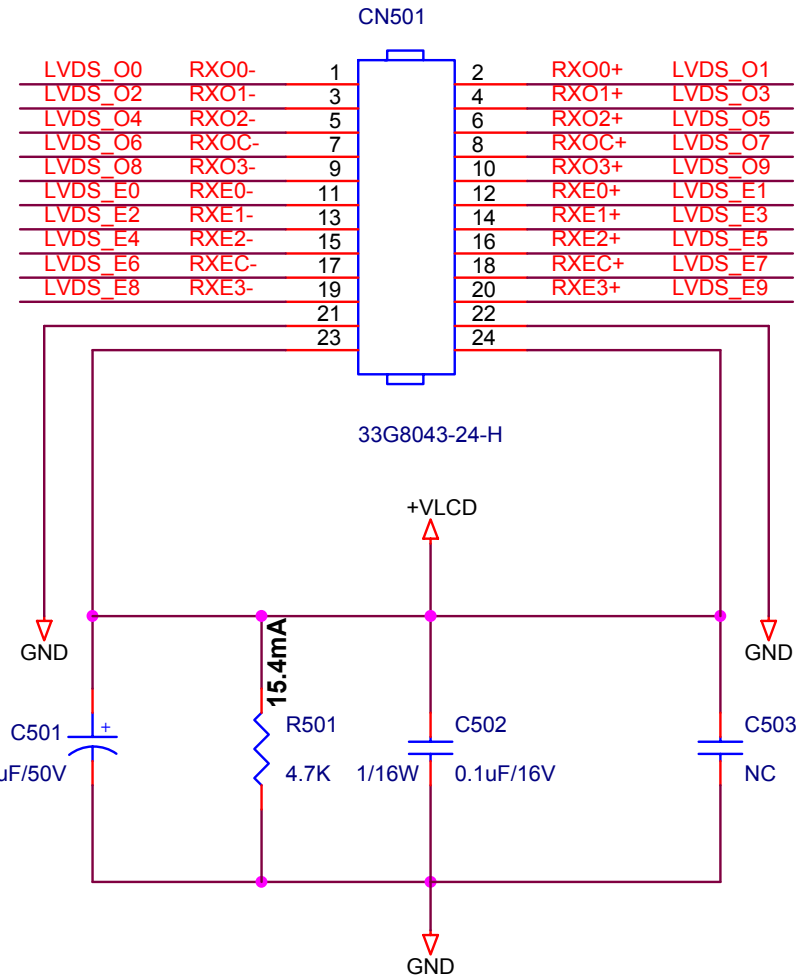 CN501
LVDS_O0 RXO0- 1 2 RXO0+ LVDS_O1
LVDS_O2 RXO1- 3 4 RXO1+ LVDS_O3
LVDS_O4 RXO2- 5 6 RXO2+ LVDS_O5
LVDS_O6 RXOC- 7 8 RXOC+ LVDS_O7
LVDS_O8 RXO3- 9 10 RXO3+ LVDS_O9
LVDS_E0 RXE0- 11 12 RXE0+ LVDS_E1
LVDS_E2 RXE1- 13 14 RXE1+ LVDS_E3
LVDS_E4 RXE2- 15 16 RXE2+ LVDS_E5
LVDS_E6 RXEC- 17 18 RXEC+ LVDS_E7
LVDS_E8 RXE3- 19 20 RXE3+ LVDS_E9
21 22
23 24
33G8043-24-H
+VLCD
GND GND
15.4mA
C501 + R501 C502 C503
uF/50V 4.7K 1/16W 0.1uF/16V NC
GND